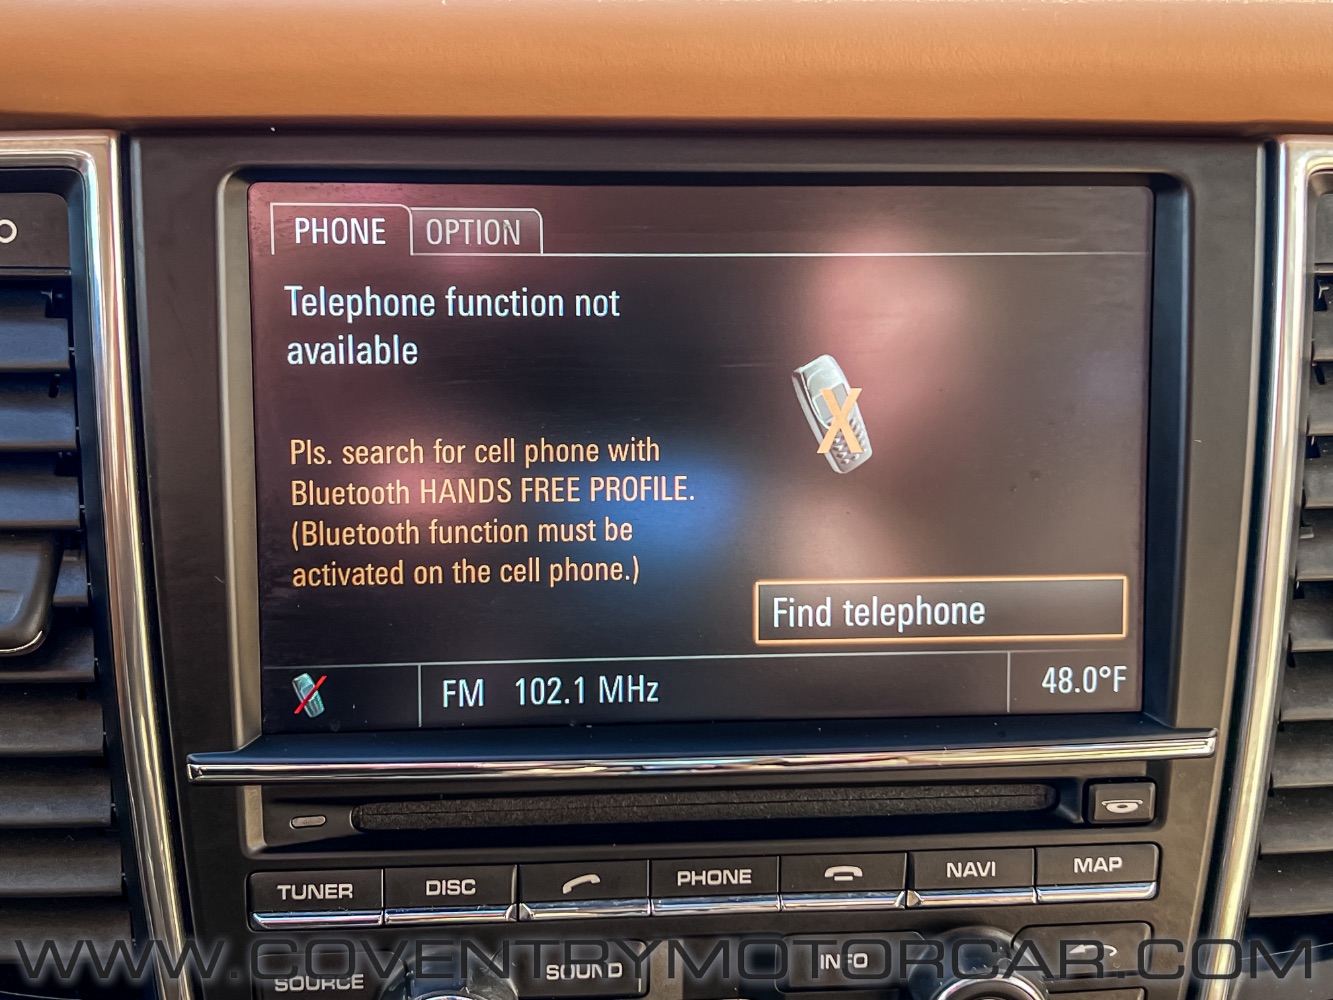 PHONE OPTION
Telephone function not
available
Pls. search for cell phone with
Bluetooth HANDS FREE PROFILE.
(Bluetooth function must be
activated on the cell phone.)
Find telephone
FM 102.1 MHz 48.0°F
TUNER DISC PHONE NAVI MAP
SOURCE SOUND INFO
WWW.COVENTRYMOTORCAR.COM